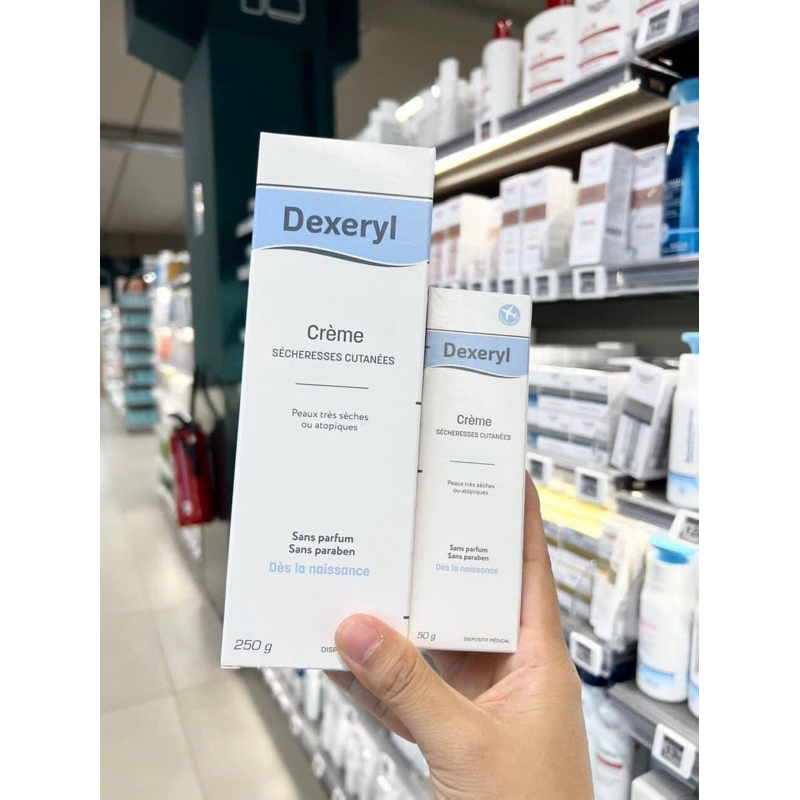 Dexeryl
Crème
SÉCHERESSES CUTANÉES
Peaux très sèches
ou atopiques
Sans parfum
Sans paraben
Dès la naissance
250 g
DISP
Dexeryl
Crème
SÉCHERESSES CUTANÉES
Peaux très sèches
ou atopiques
Sans parfum
Sans paraben
Dès la naissance
50 g
DISPOSITIF MÉDICAL